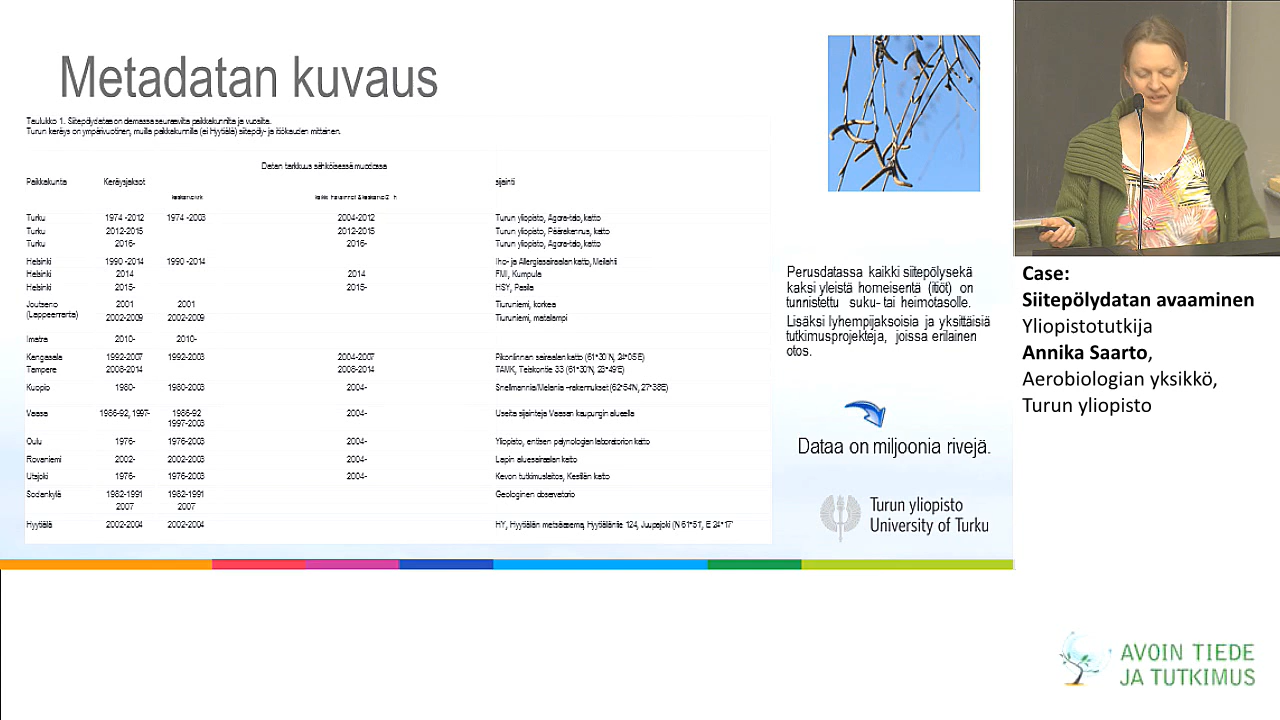 Metadatan kuvaus
Taulukko 1. Siitepölydataa on olemassa seuraavilta paikkakunnilta ja vuosilta.
Turun keräys on ympärivuotinen, muilla paikkakunnilla (ei Hyytiälä) siitepöly- ja itiökauden mittainen.
Datan tarkkuus sähköisessä muodossa
Paikkakunta Keräysjaksot sijainti
Turku 1974 -2012 1974 -2003 2004-2012 Turun yliopisto, Agora-talo, katto
Turku 2012-2015 2012-2015 Turun yliopisto, Päärakennus, katto
Turku 2016- 2016- Turun yliopisto, Agora-talo, katto
Helsinki 1990 -2014 1990 -2014 Iho- ja Allergiasairaalan katto, Meilahti
Helsinki 2014 2014 FMI, Kumpula
Helsinki 2015- 2015- HSY, Pasila
Joutseno 2001 2001 Tiuruniemi, korkea
(Lappeenranta) 2002-2009 2002-2009 Tiuruniemi, matalampi
Imatra 2010- 2010-
Kangasala 1992-2007 1992-2003 2004-2007 Pikonlinnan sairaalan katto (61°30'N, 24°05'E)
Tampere 2008-2014 2008-2014 TAMK, Teiskontie 33 (61°30'N, 23°49'E)
Kuopio 1980- 1980-2003 2004- Snellmannia/Melania –rakennukset (62°54'N, 27°38'E)
Vaasa 1986-92, 1997- 1986-92 2004- Useita sijainteja Vaasan kaupungin alueella
1997-2003
Oulu 1976- 1976-2003 2004- Yliopisto, entisen palynologian laboratorion katto
Rovaniemi 2002- 2002-2003 2004- Lapin aluesairaalan katto
Utsjoki 1976- 1976-2003 2004- Kevon tutkimuslaitos, Kesälän katto
Sodankylä 1982-1991 1982-1991 Geologinen observatorio
2007 2007
Hyytiälä 2002-2004 2002-2004 HY, Hyytiälän metsäasema, Hyytiäläntie 124, Juupajoki (N 61°51', E 24°17'
Perusdatassa kaikki siitepölysekä
kaksi yleistä homeisentä (itiöt) on
tunnistettu suku- tai heimotasolle.
Lisäksi lyhempijaksoisia ja yksittäisiä
tutkimusprojekteja, joissa erilainen
otos.
Dataa on miljoonia rivejä.
Turun yliopisto
University of Turku
Case:
Siitepölydatan avaaminen
Yliopistotutkija
Annika Saarto,
Aerobiologian yksikkö,
Turun yliopisto
AVOIN TIEDE
JA TUTKIMUS